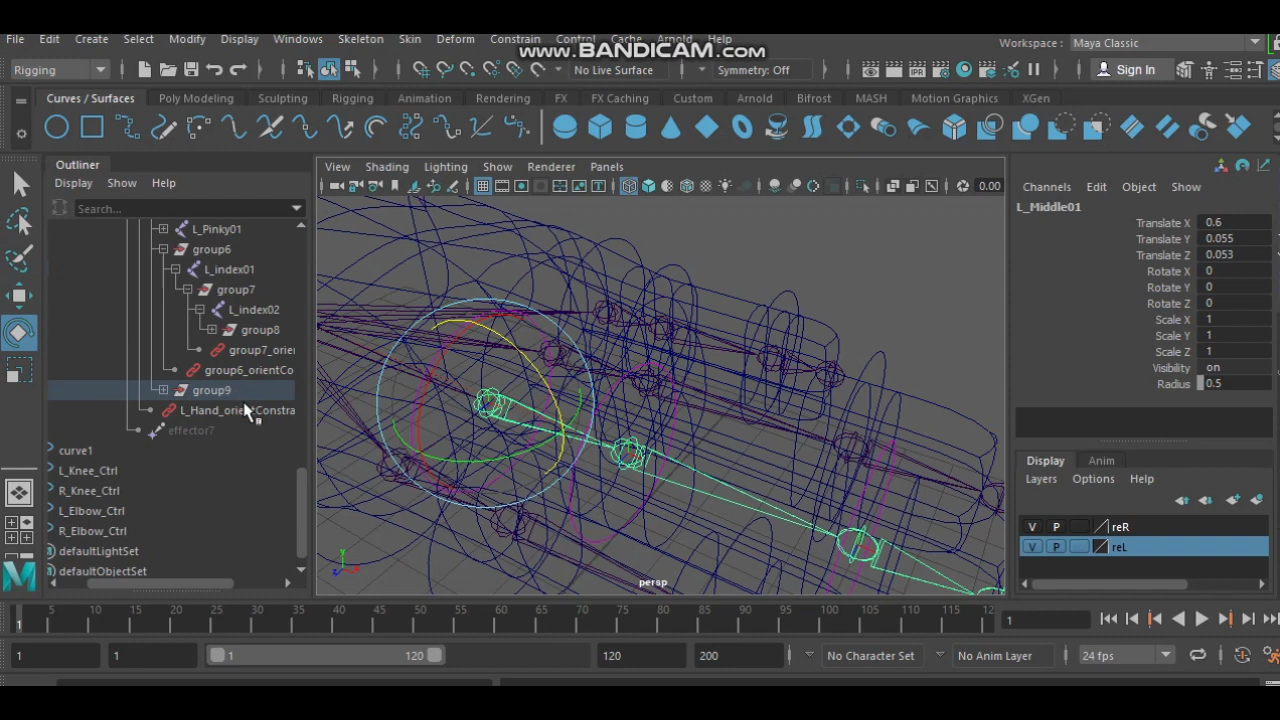 File Edit Create Select Modify Display Windows Skeleton Skin Deform Constrain Control Cache Arnold Help
www.BANDICAM.com
Workspace : Maya Classic
Rigging No Live Surface Symmetry: Off Sign In
Curves / Surfaces Poly Modeling Sculpting Rigging Animation Rendering FX FX Caching Custom Arnold Bifrost MASH Motion Graphics XGen
Outliner
Display Show Help
Search...
L_Pinky01
group6
L_index01
group7
L_index02
group8
group7_orie
group6_orientCo
group9
L_Hand_orientConstra
effector7
curve1
L_Knee_Ctrl
R_Knee_Ctrl
L_Elbow_Ctrl
R_Elbow_Ctrl
defaultLightSet
defaultObjectSet
View Shading Lighting Show Renderer Panels
0.00
persp
Channels Edit Object Show
L_Middle01
Translate X 0.6
Translate Y 0.055
Translate Z 0.053
Rotate X 0
Rotate Y 0
Rotate Z 0
Scale X 1
Scale Y 1
Scale Z 1
Visibility on
Radius 0.5
Display Anim
Layers Options Help
V P reR
V P reL
1 5 10 15 20 25 30 35 40 45 50 55 60 65 70 75 80 85 90 95 100 105 110 115 12
1
1 1 1 120 120 200 No Character Set No Anim Layer 24 fps